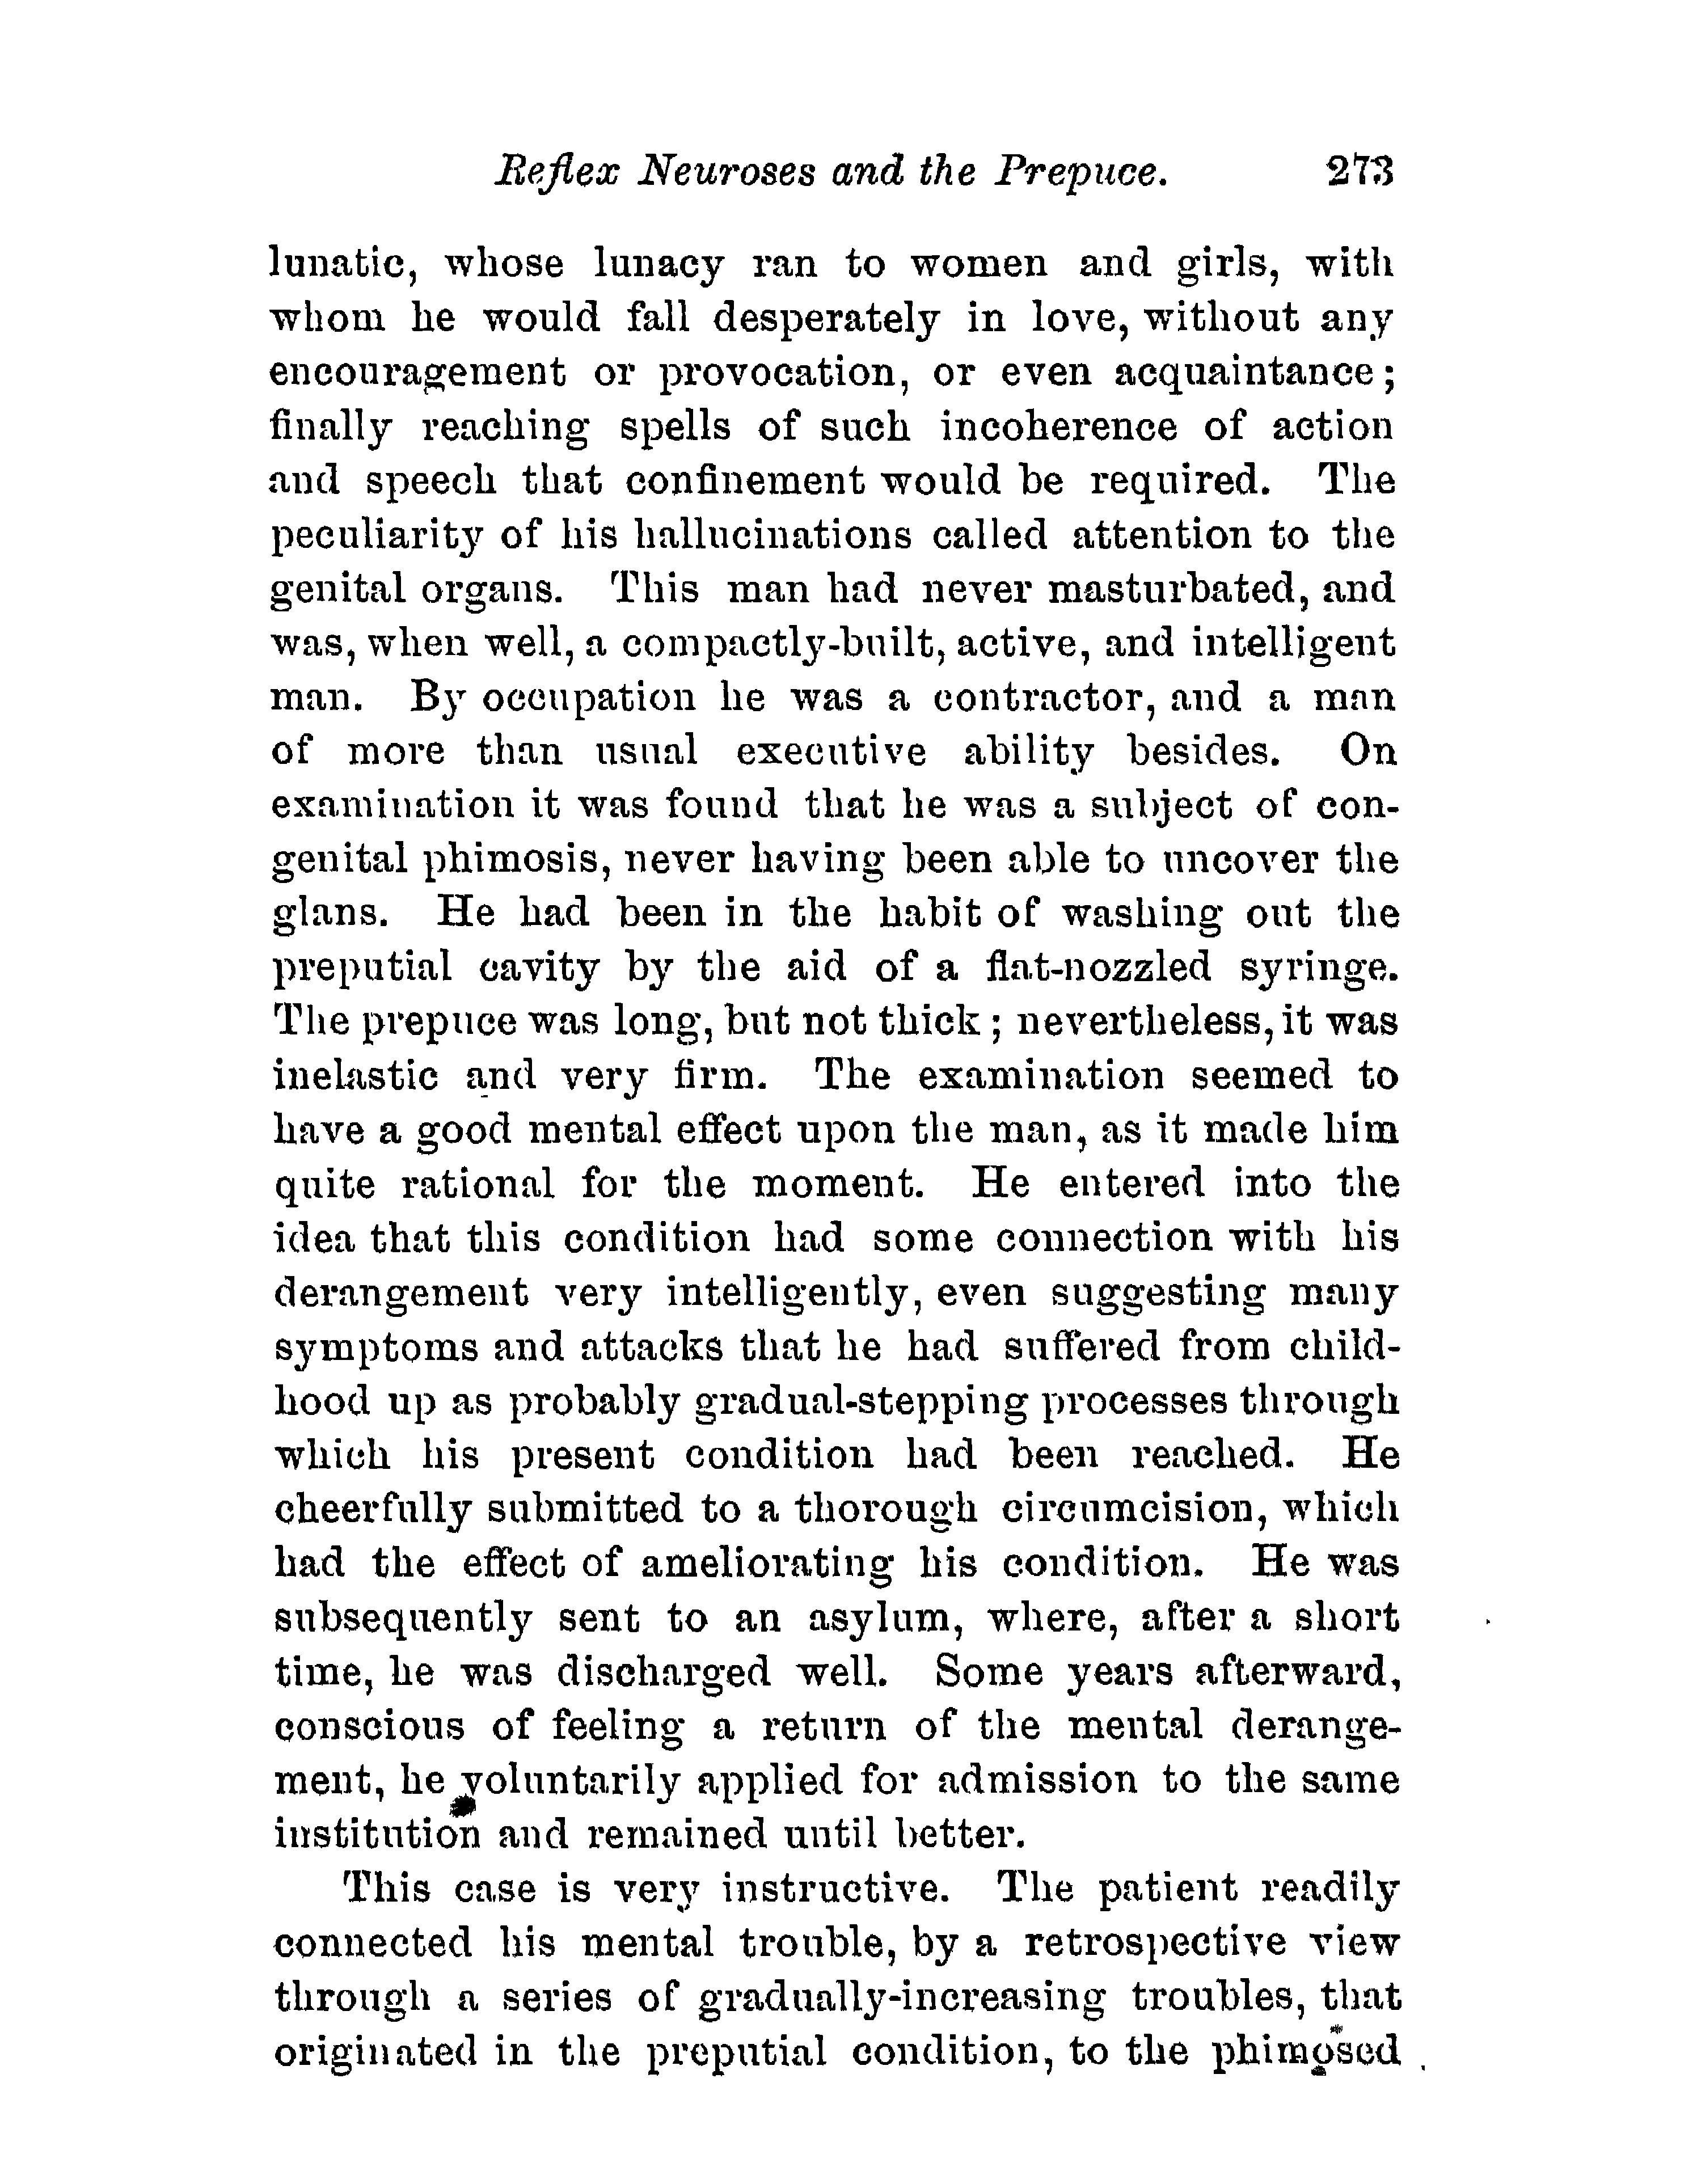 Reflex Neuroses and the Prepuce. 273
lunatic, whose lunacy ran to women and girls, with
whom he would fall desperately in love, without any
encouragement or provocation, or even acquaintance;
finally reaching spells of such incoherence of action
and speech that confinement would be required. The
peculiarity of his hallucinations called attention to the
genital organs. This man had never masturbated, and
was, when well, a compactly-built, active, and intelligent
man. By occupation he was a contractor, and a man
of more than usual executive ability besides. On
examination it was found that he was a subject of con-
genital phimosis, never having been able to uncover the
glans. He had been in the habit of washing out the
preputial cavity by the aid of a flat-nozzled syringe.
The prepuce was long, but not thick; nevertheless, it was
inelastic and very firm. The examination seemed to
have a good mental effect upon the man, as it made him
quite rational for the moment. He entered into the
idea that this condition had some connection with his
derangement very intelligently, even suggesting many
symptoms and attacks that he had suffered from child-
hood up as probably gradual-stepping processes through
which his present condition had been reached. He
cheerfully submitted to a thorough circumcision, which
had the effect of ameliorating his condition. He was
subsequently sent to an asylum, where, after a short
time, he was discharged well. Some years afterward,
conscious of feeling a return of the mental derange-
ment, he voluntarily applied for admission to the same
institution and remained until better.
This case is very instructive. The patient readily
connected his mental trouble, by a retrospective view
through a series of gradually-increasing troubles, that
originated in the preputial condition, to the phimosed